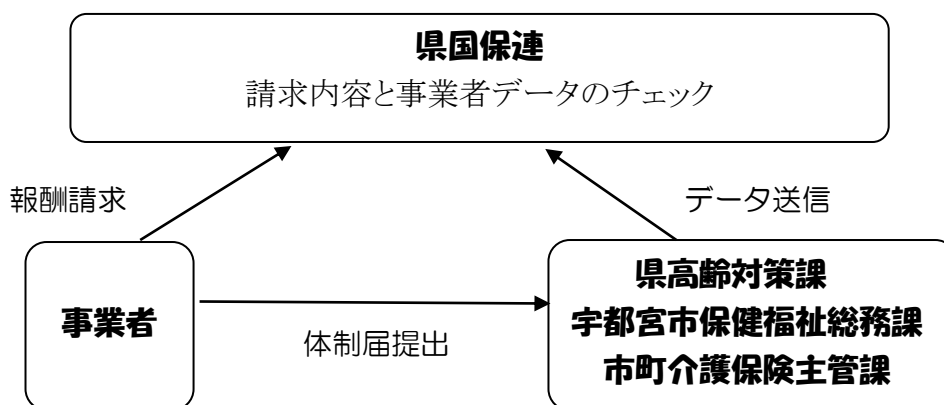 県国保連
請求内容と事業者データのチェック
報酬請求
データ送信
事業者
体制届提出
県高齢対策課
宇都宮市保健福祉総務課
市町介護保険主管課